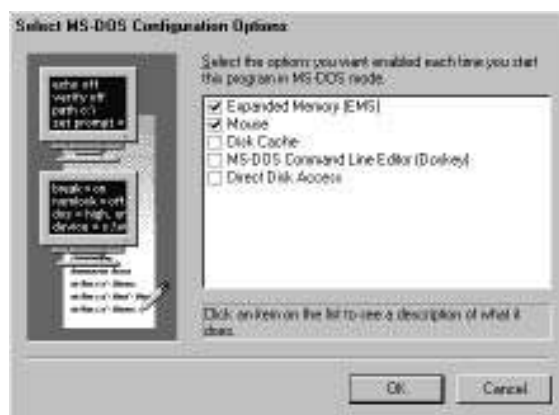 Select MS-DOS Configuration Options
echo off
verify off
path c:\
set prompt =
break = on
numlock = off
dos = high,
device =
Select the options you want enabled each time you start
this program in MS-DOS mode.
Expanded Memory (EMS)
Mouse
Disk Cache
MS-DOS Command Line Editor (Doskey)
Direct Disk Access
Click an item on the list to see a description of what it
does.
OK
Cancel